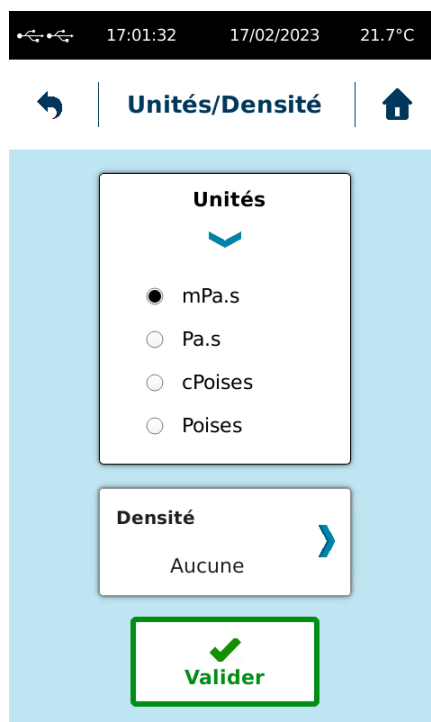 17:01:32 17/02/2023 21.7°C
Unités/Densité
Unités
mPa.s
Pa.s
cPoises
Poises
Densité
Aucune
Valider